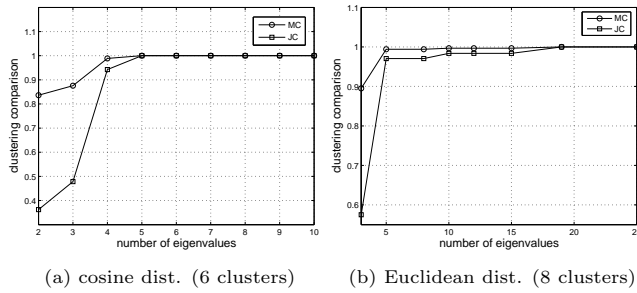 MC
JC
1.1
1
0.9
0.8
0.7
0.6
0.5
0.4
clustering comparison
2 3 4 5 6 7 8 9 10
number of eigenvalues
(a) cosine dist. (6 clusters)
1.1
MC
JC
1
0.9
0.8
0.7
0.6
clustering comparison
5 10 15 20
number of eigenvalues
(b) Euclidean dist. (8 clusters)